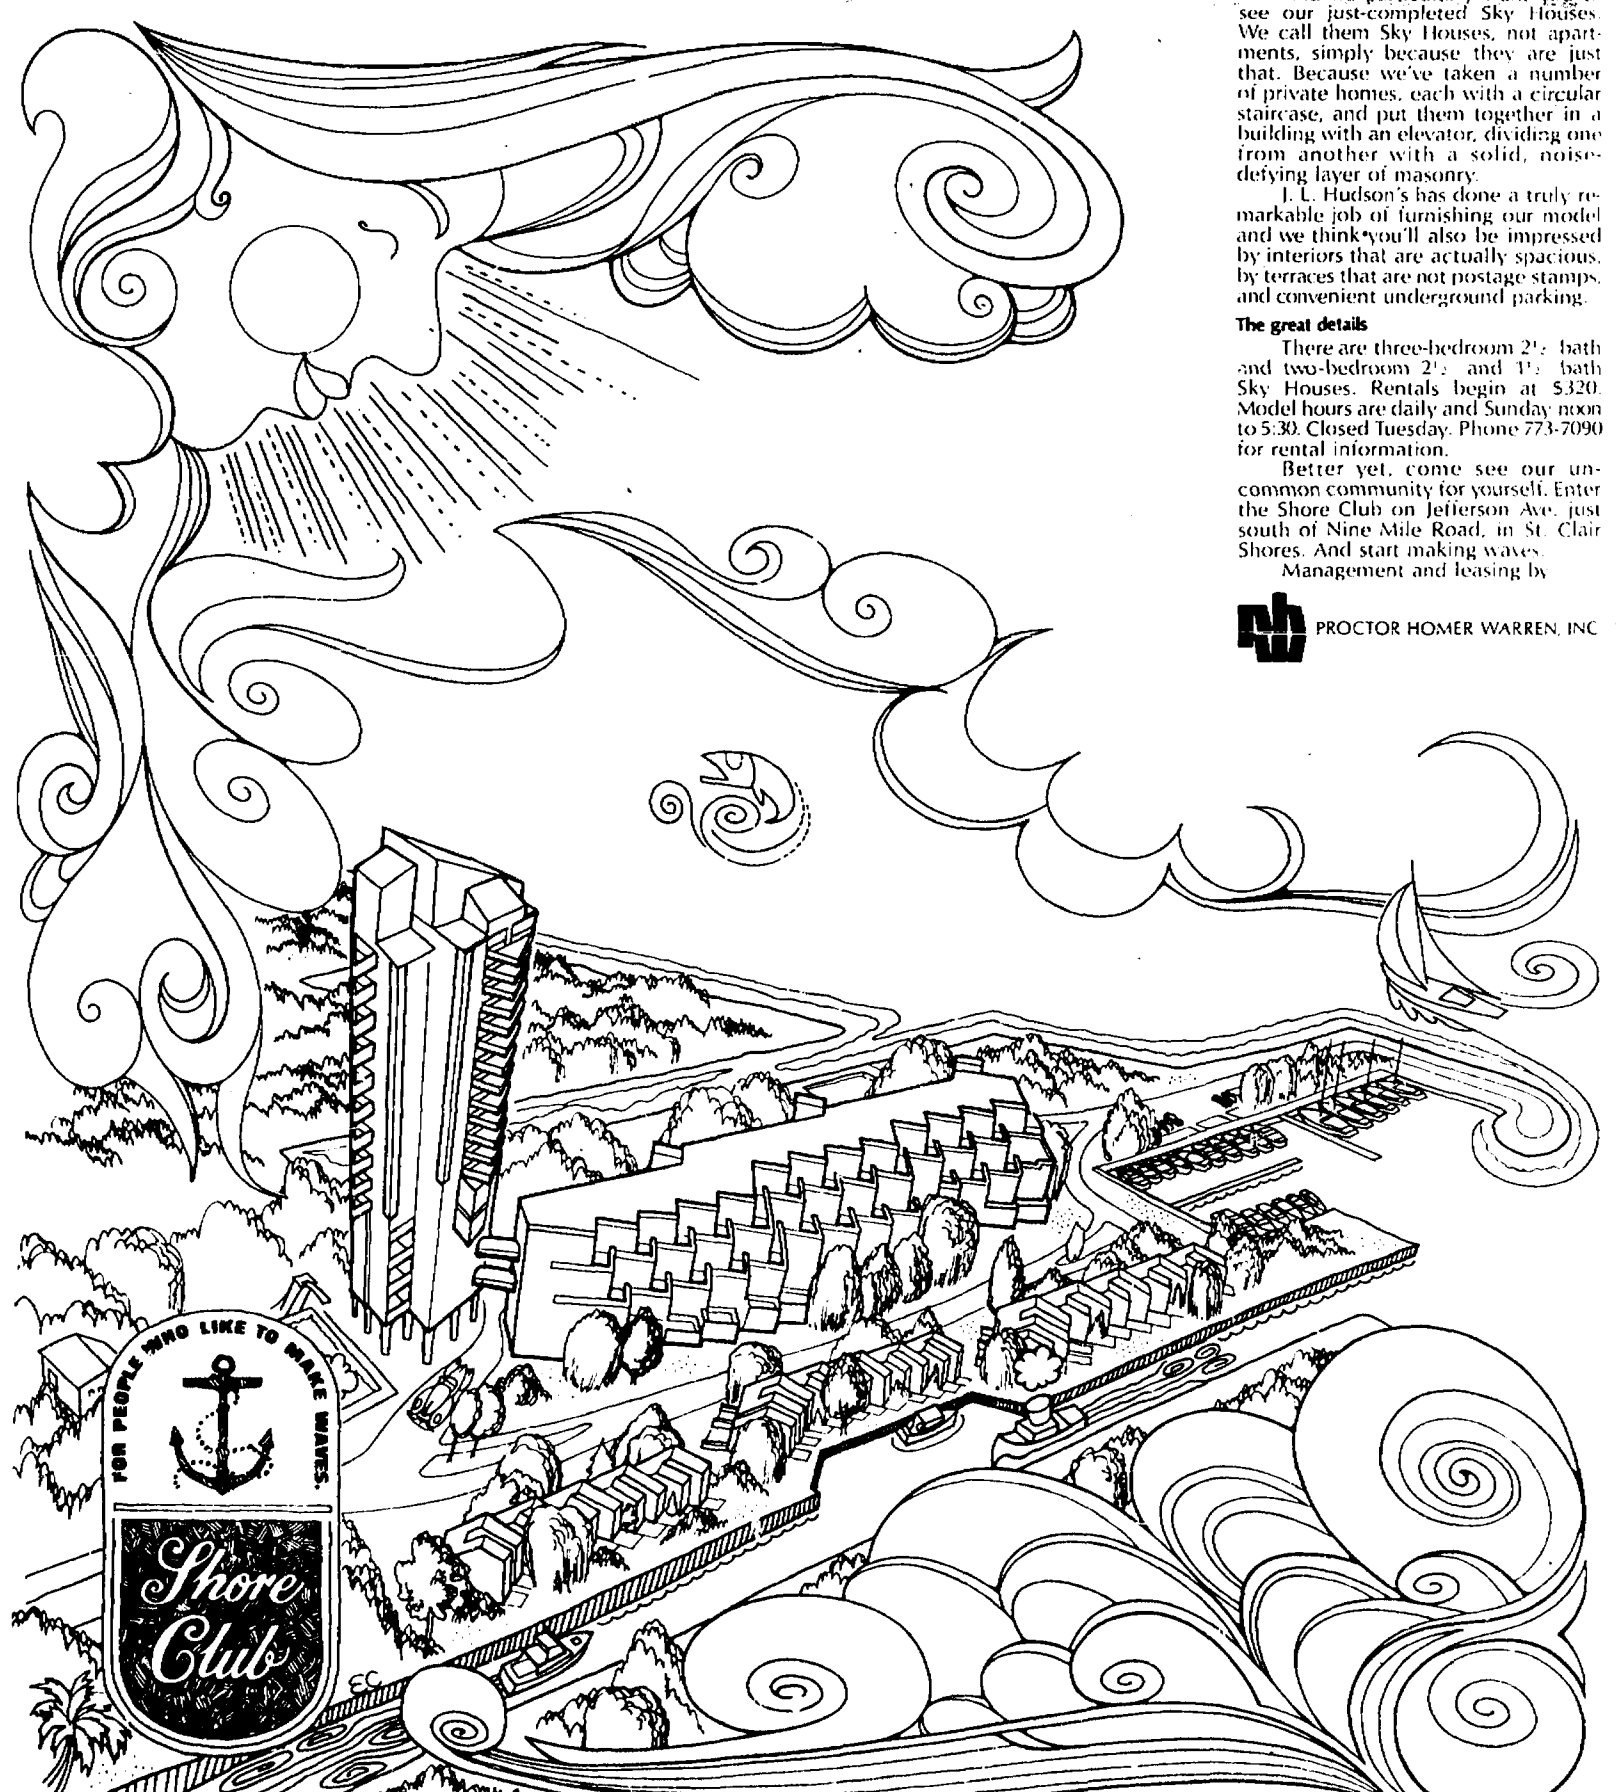 see our just-completed Sky Houses.
We call them Sky Houses, not apart-
ments, simply because they are just
that. Because we've taken a number
of private homes, each with a circular
staircase, and put them together in a
building with an elevator, dividing one
from another with a solid, noise-
defying layer of masonry.
J. L. Hudson's has done a truly re-
markable job of furnishing our model
and we think you'll also be impressed
by interiors that are actually spacious,
by terraces that are not postage stamps,
and convenient underground parking.
The great details
There are three-bedroom 2½ bath
and two-bedroom 2½ and 1½ bath
Sky Houses. Rentals begin at $320.
Model hours are daily and Sunday noon
to 5:30. Closed Tuesday. Phone 773-7090
for rental information.
Better yet, come see our un-
common community for yourself. Enter
the Shore Club on Jefferson Ave. just
south of Nine Mile Road, in St. Clair
Shores. And start making waves.
Management and leasing by
PROCTOR HOMER WARREN, INC
FOR PEOPLE WHO LIKE TO MAKE WAVES.
Shore
Club
EC